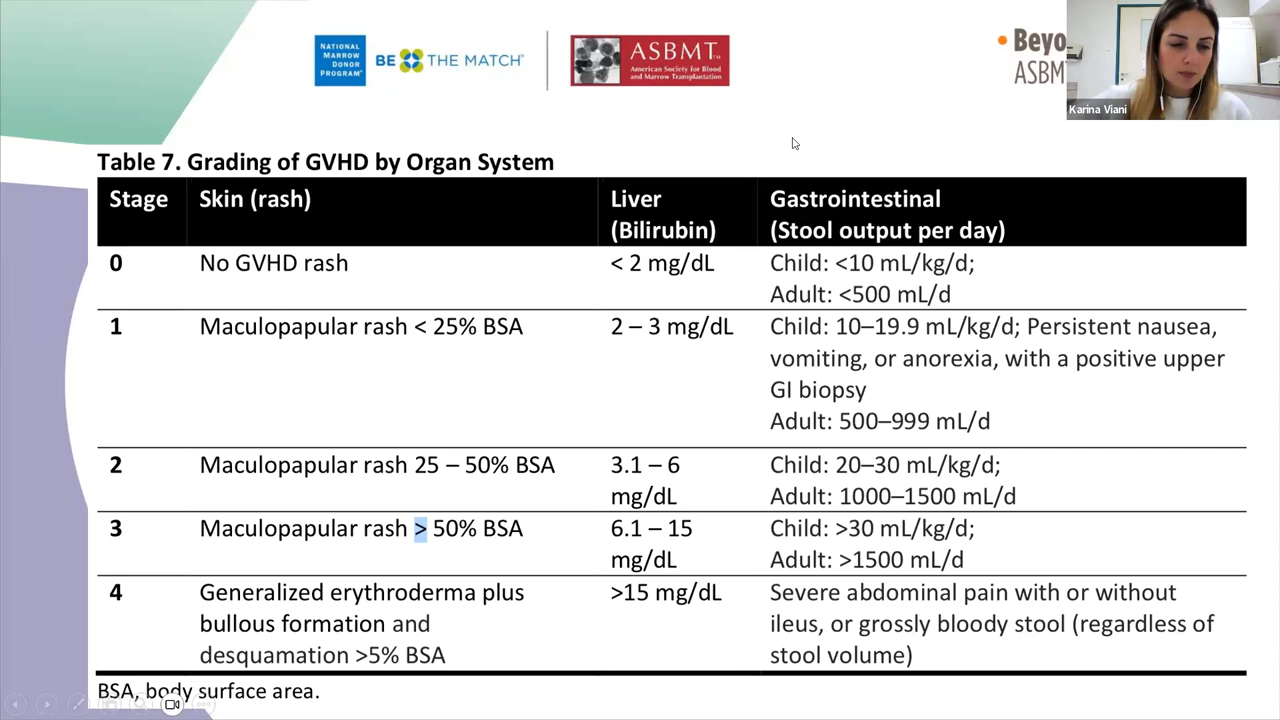 NATIONAL
MARROW
DONOR
PROGRAM®
BE THE MATCH®
ASBMT™
American Society for Blood
and Marrow Transplantation
Beyo
ASBM
Karina Viani
Table 7. Grading of GVHD by Organ System
Stage Skin (rash) Liver (Bilirubin) Gastrointestinal (Stool output per day)
0 No GVHD rash < 2 mg/dL Child: <10 mL/kg/d;
Adult: <500 mL/d
1 Maculopapular rash < 25% BSA 2 – 3 mg/dL Child: 10–19.9 mL/kg/d; Persistent nausea,
vomiting, or anorexia, with a positive upper
GI biopsy
Adult: 500–999 mL/d
2 Maculopapular rash 25 – 50% BSA 3.1 – 6 mg/dL Child: 20–30 mL/kg/d;
Adult: 1000–1500 mL/d
3 Maculopapular rash > 50% BSA 6.1 – 15 mg/dL Child: >30 mL/kg/d;
Adult: >1500 mL/d
4 Generalized erythroderma plus bullous formation and desquamation >5% BSA >15 mg/dL Severe abdominal pain with or without
ileus, or grossly bloody stool (regardless of
stool volume)
BSA, body surface area.